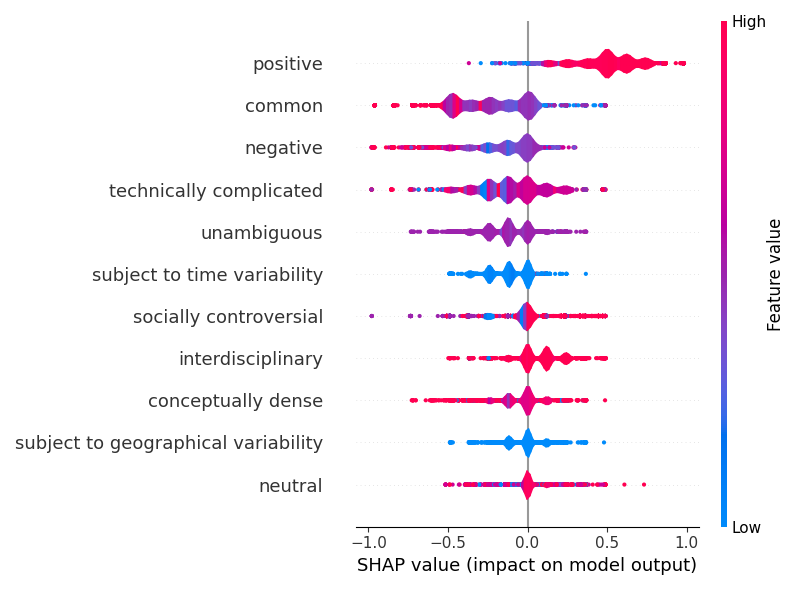 High
positive
common
negative
technically complicated
unambiguous
subject to time variability
socially controversial
interdisciplinary
conceptually dense
subject to geographical variability
neutral
Feature value
Low
−1.0 −0.5 0.0 0.5 1.0
SHAP value (impact on model output)